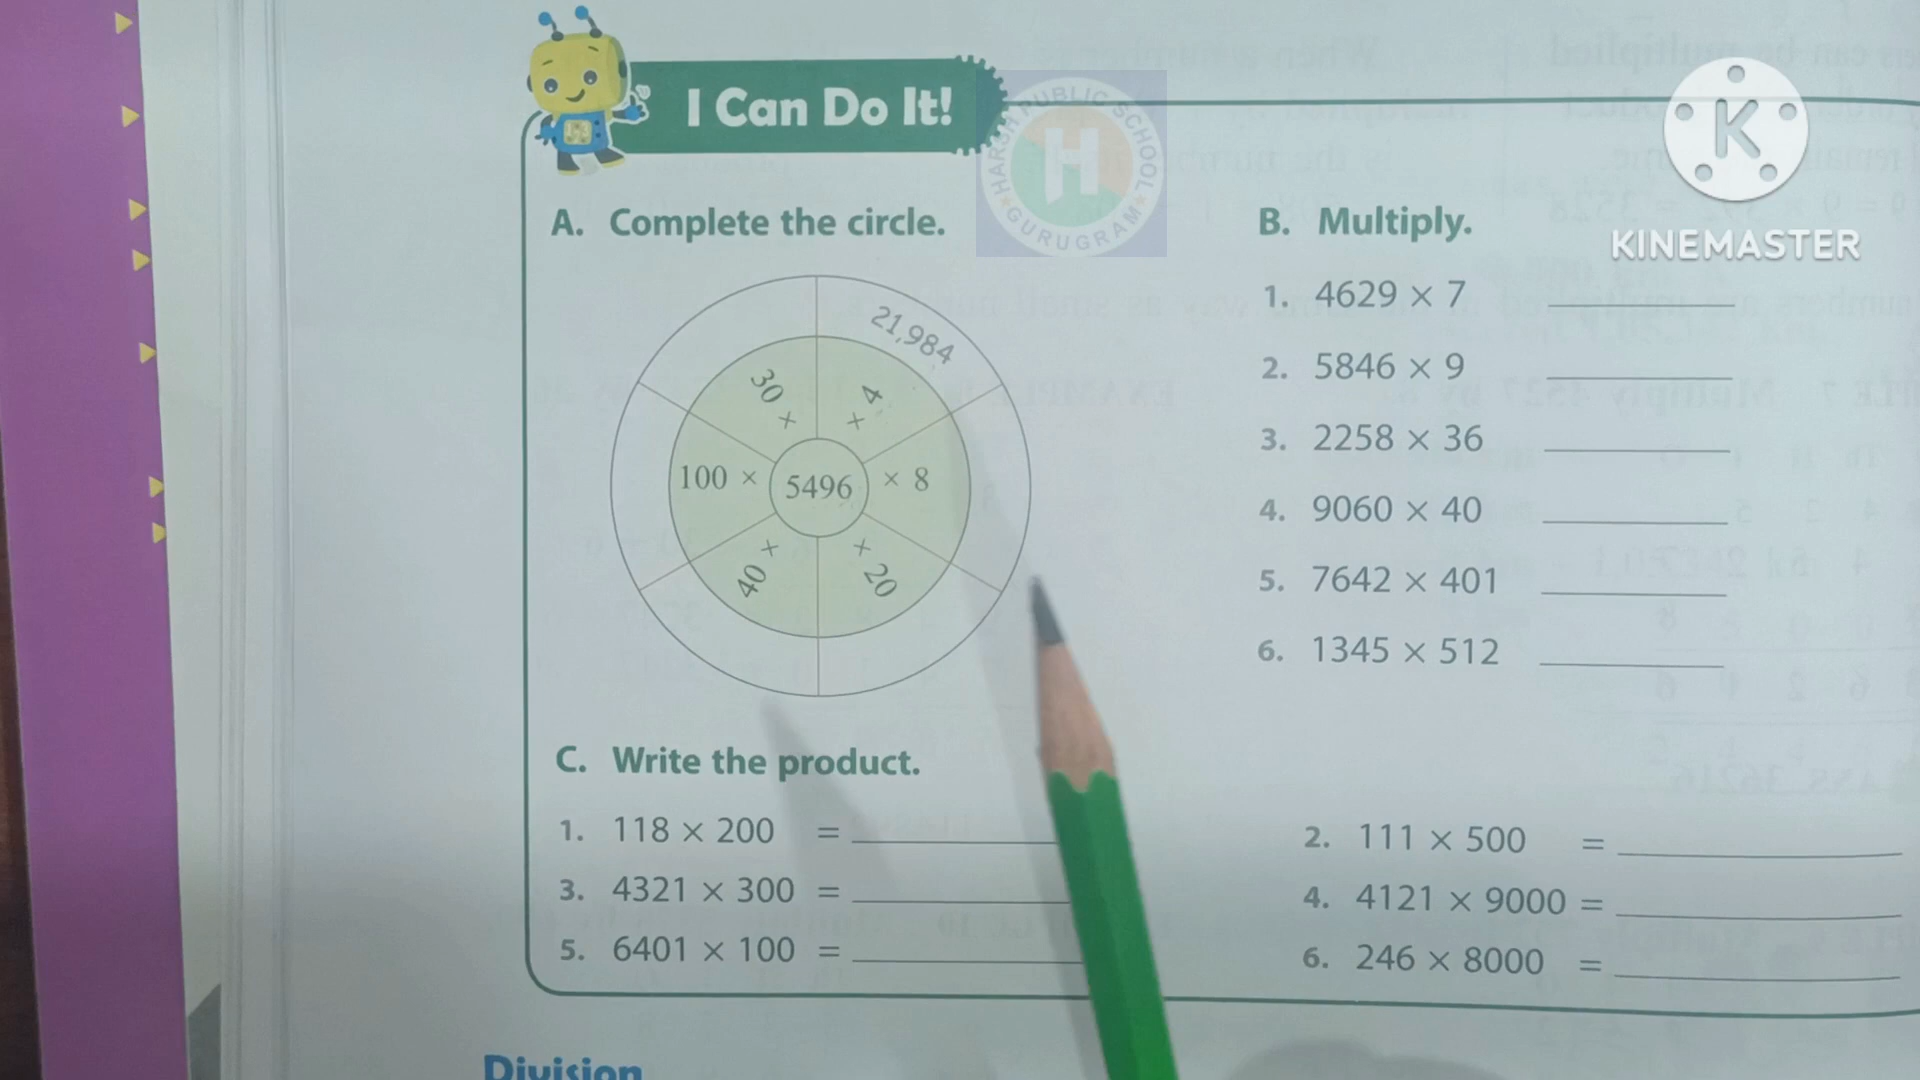 I Can Do It!
HARSH PUBLIC SCHOOL
H
GURUGRAM
K
KINEMASTER
A. Complete the circle.
21,984
30 ×
× 4
100 ×
5496
× 8
40 ×
× 20
B. Multiply.
1. 4629 × 7
2. 5846 × 9
3. 2258 × 36
4. 9060 × 40
5. 7642 × 401
6. 1345 × 512
C. Write the product.
1. 118 × 200 =
2. 111 × 500 =
3. 4321 × 300 =
4. 4121 × 9000 =
5. 6401 × 100 =
6. 246 × 8000 =
Division